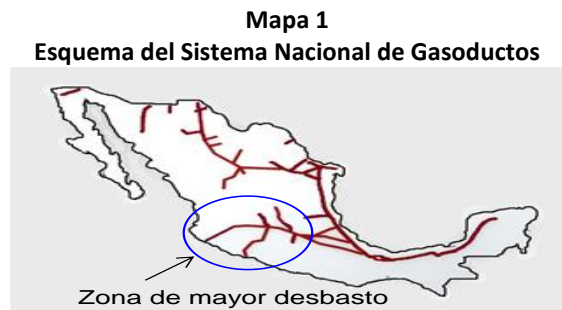 Mapa 1
Esquema del Sistema Nacional de Gasoductos
Zona de mayor desbasto